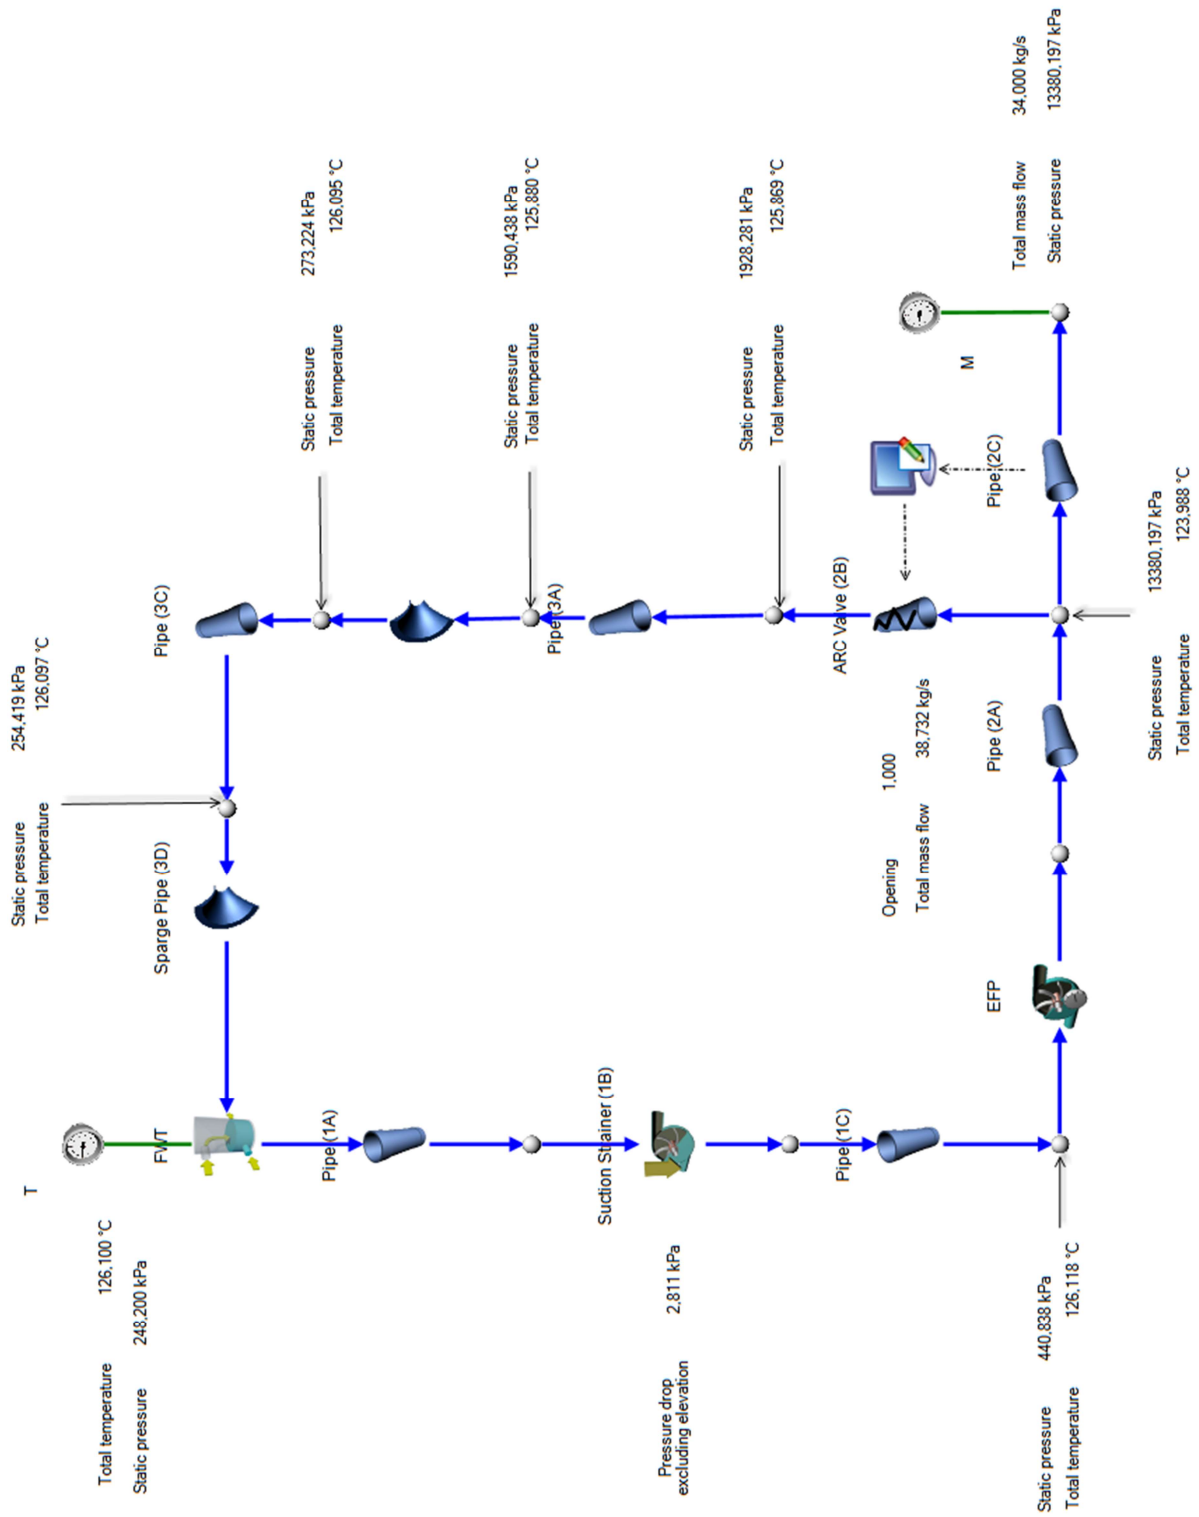 Static pressure 254,419 kPa
Total temperature 126,097 °C
T
Total temperature 126,100 °C
Static pressure 248,200 kPa
FWT
Sparge Pipe (3D)
Pipe (3C)
Static pressure 273,224 kPa
Total temperature 126,095 °C
Pipe (1A)
Static pressure 1590,438 kPa
Total temperature 125,880 °C
Pipe (3A)
Suction Stainer (1B)
Pressure drop
excluding elevation
2,811 kPa
Static pressure 1928,281 kPa
Total temperature 125,869 °C
Pipe (1C)
ARC Valve (2B)
Opening 1,000
Total mass flow 38,732 kg/s
M
EFP
Pipe (2A)
Pipe (2C)
Total mass flow 34,000 kg/s
Static pressure 13380,197 kPa
Static pressure 440,838 kPa
Total temperature 126,118 °C
Static pressure 13380,197 kPa
Total temperature 123,988 °C